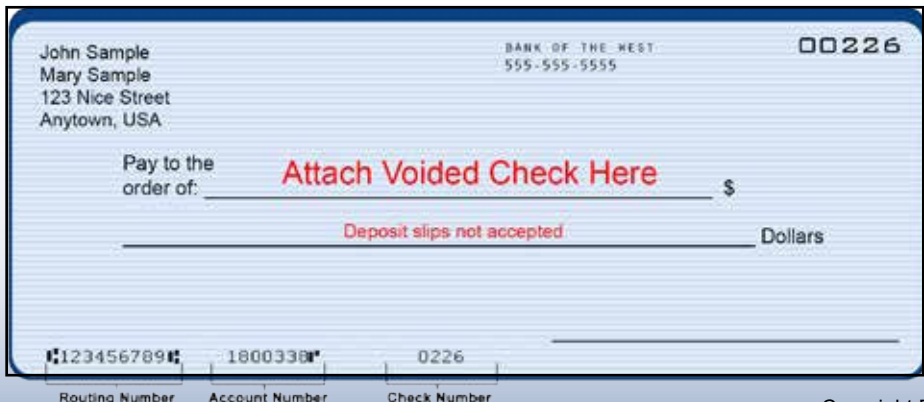 John Sample
Mary Sample
123 Nice Street
Anytown, USA
BANK OF THE WEST
555-555-5555
00226
Pay to the
order of: Attach Voided Check Here $
Deposit slips not accepted Dollars
⑆123456789⑆ 1800338⑈ 0226
Routing Number Account Number Check Number